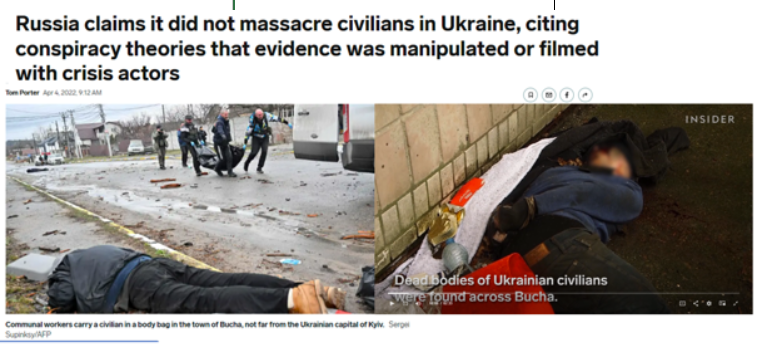 Russia claims it did not massacre civilians in Ukraine, citing
conspiracy theories that evidence was manipulated or filmed
with crisis actors
Tom Porter Apr 4, 2022, 9:12 AM
INSIDER
Dead bodies of Ukrainian civilians
were found across Bucha.
Communal workers carry a civilian in a body bag in the town of Bucha, not far from the Ukrainian capital of Kyiv. Sergei
Supinksy/AFP